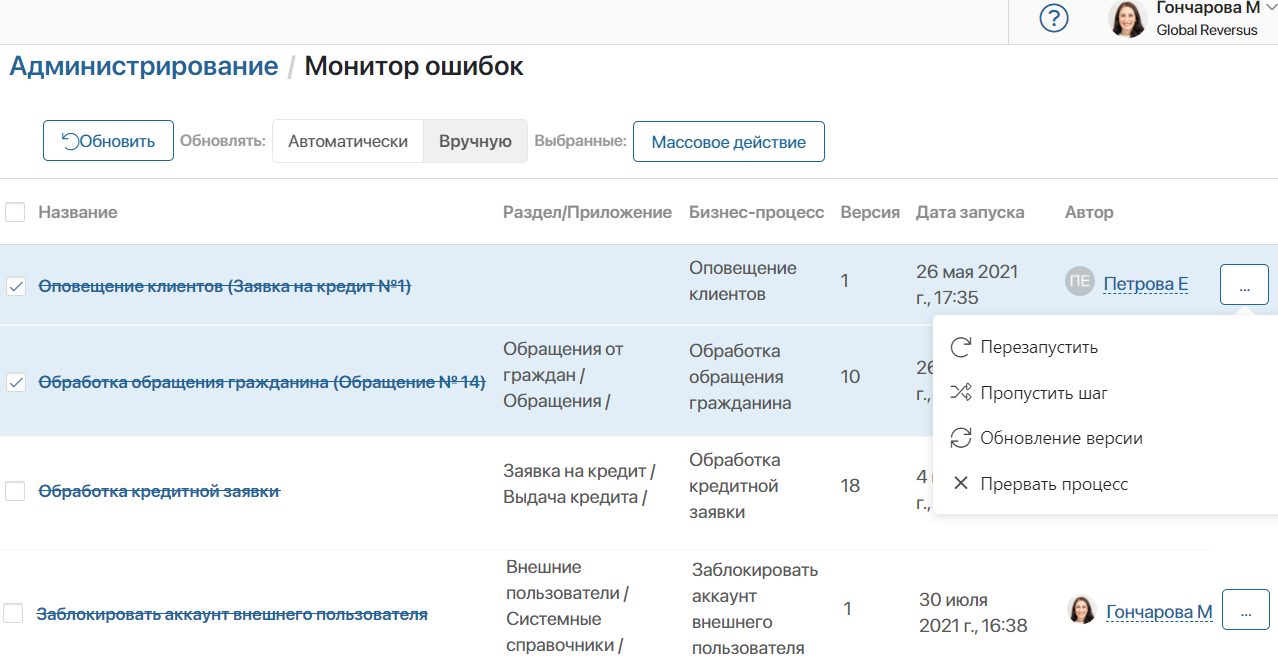 Гончарова М
Global Reversus
Администрирование / Монитор ошибок
Обновить Обновлять: Автоматически Вручную Выбранные: Массовое действие
Название Раздел/Приложение Бизнес-процесс Версия Дата запуска Автор
Оповещение клиентов (Заявка на кредит №1)
Оповещение
клиентов
1
26 мая 2021
г., 17:35
ПЕ Петрова Е ...
Обработка обращения гражданина (Обращение № 14)
Обращения от
граждан /
Обращения /
Обработка
обращения
гражданина
10
26
г.,
Перезапустить
Пропустить шаг
Обновление версии
Прервать процесс
Обработка кредитной заявки
Заявка на кредит /
Выдача кредита /
Обработка
кредитной
заявки
18
4
г.,
Заблокировать аккаунт внешнего пользователя
Внешние
пользователи /
Системные
справочники /
Заблокировать
аккаунт
внешнего
пользователя
1
30 июля
2021 г., 16:38
Гончарова М ...